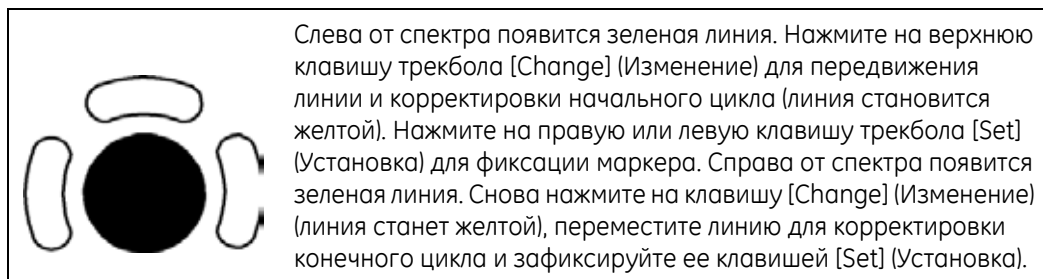 Слева от спектра появится зеленая линия. Нажмите на верхнюю
клавишу трекбола [Change] (Изменение) для передвижения
линии и корректировки начального цикла (линия становится
желтой). Нажмите на правую или левую клавишу трекбола [Set]
(Установка) для фиксации маркера. Справа от спектра появится
зеленая линия. Снова нажмите на клавишу [Change] (Изменение)
(линия станет желтой), переместите линию для корректировки
конечного цикла и зафиксируйте ее клавишей [Set] (Установка).